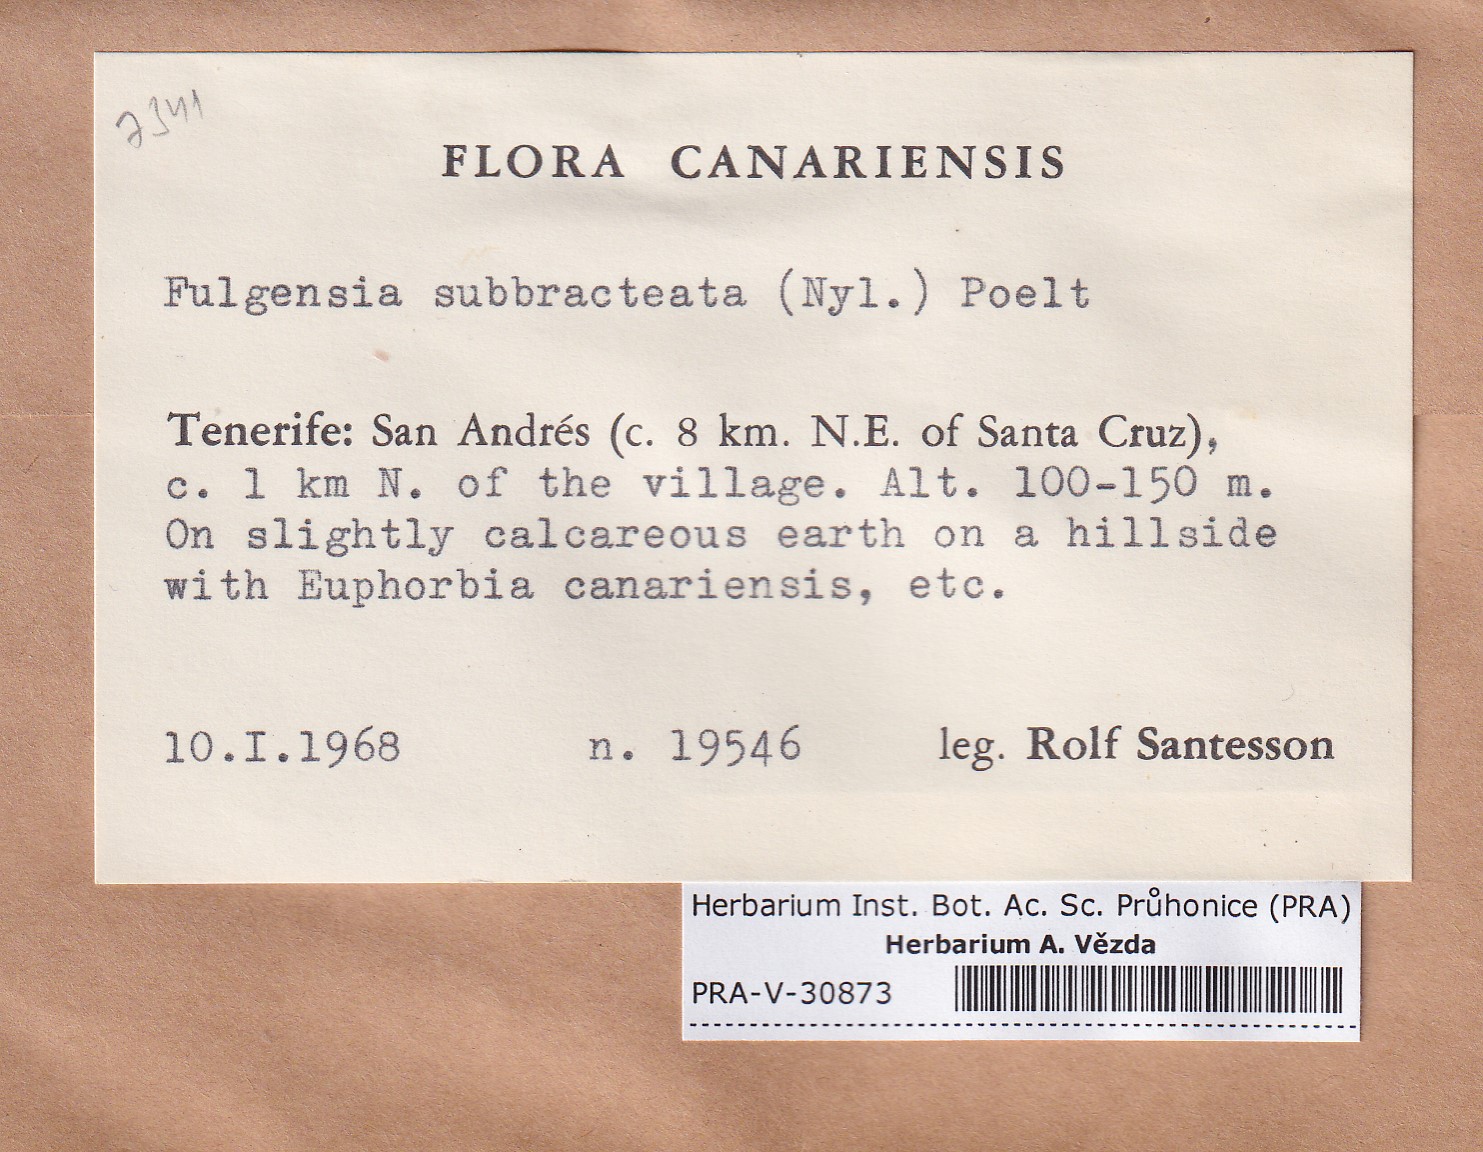 7341
FLORA CANARIENSIS
Fulgensia subbracteata (Nyl.) Poelt
Tenerife: San Andrés (c. 8 km. N.E. of Santa Cruz),
c. 1 km N. of the village. Alt. 100-150 m.
On slightly calcareous earth on a hillside
with Euphorbia canariensis, etc.
10.I.1968 n. 19546 leg. Rolf Santesson
Herbarium Inst. Bot. Ac. Sc. Průhonice (PRA)
Herbarium A. Vězda
PRA-V-30873